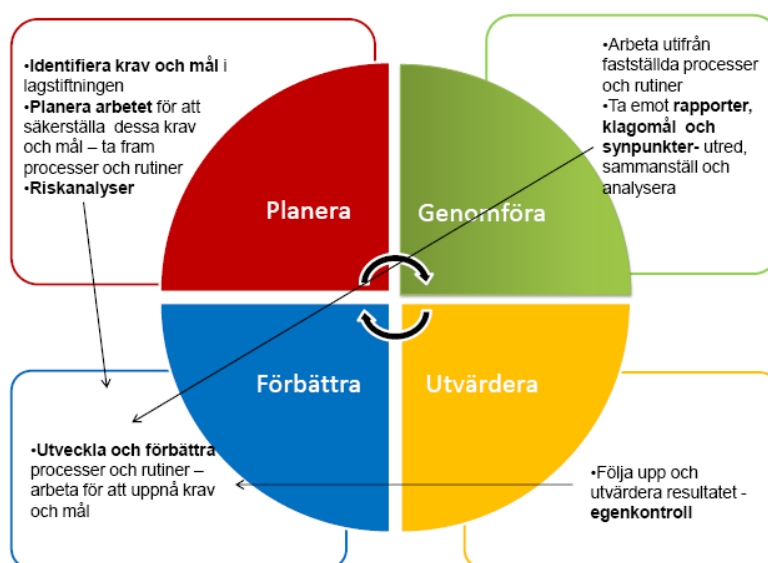 •Identifiera krav och mål i
lagstiftningen
•Planera arbetet för att
säkerställa dessa krav
och mål – ta fram
processer och rutiner
•Riskanalyser
Planera
•Arbeta utifrån
fastställda processer
och rutiner
•Ta emot rapporter,
klagomål och
synpunkter- utred,
sammanställ och
analysera
Genomföra
Förbättra
•Utveckla och förbättra
processer och rutiner –
arbeta för att uppnå krav
och mål
Utvärdera
•Följa upp och
utvärdera resultatet -
egenkontroll